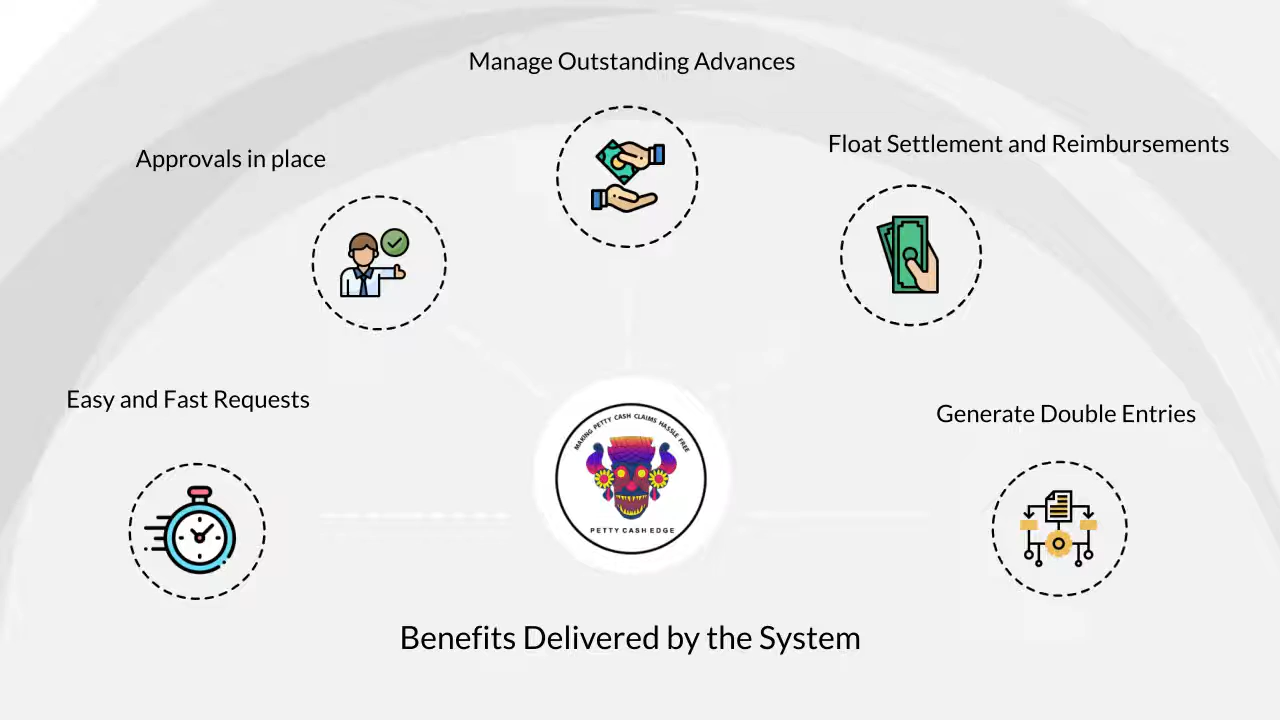 Manage Outstanding Advances
Float Settlement and Reimbursements
Approvals in place
Easy and Fast Requests
Generate Double Entries
MAKING PETTY CASH CLAIMS HASSLE FREE
PETTY CASH EDGE
Benefits Delivered by the System